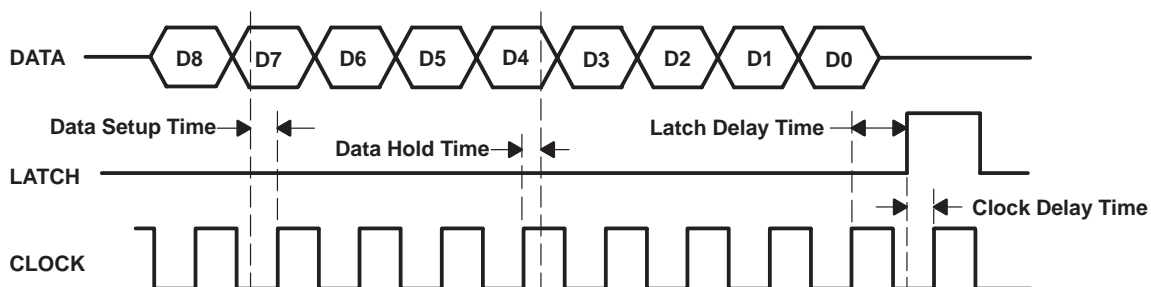 DATA D8 D7 D6 D5 D4 D3 D2 D1 D0
Data Setup Time
Latch Delay Time
Data Hold Time
LATCH
Clock Delay Time
CLOCK